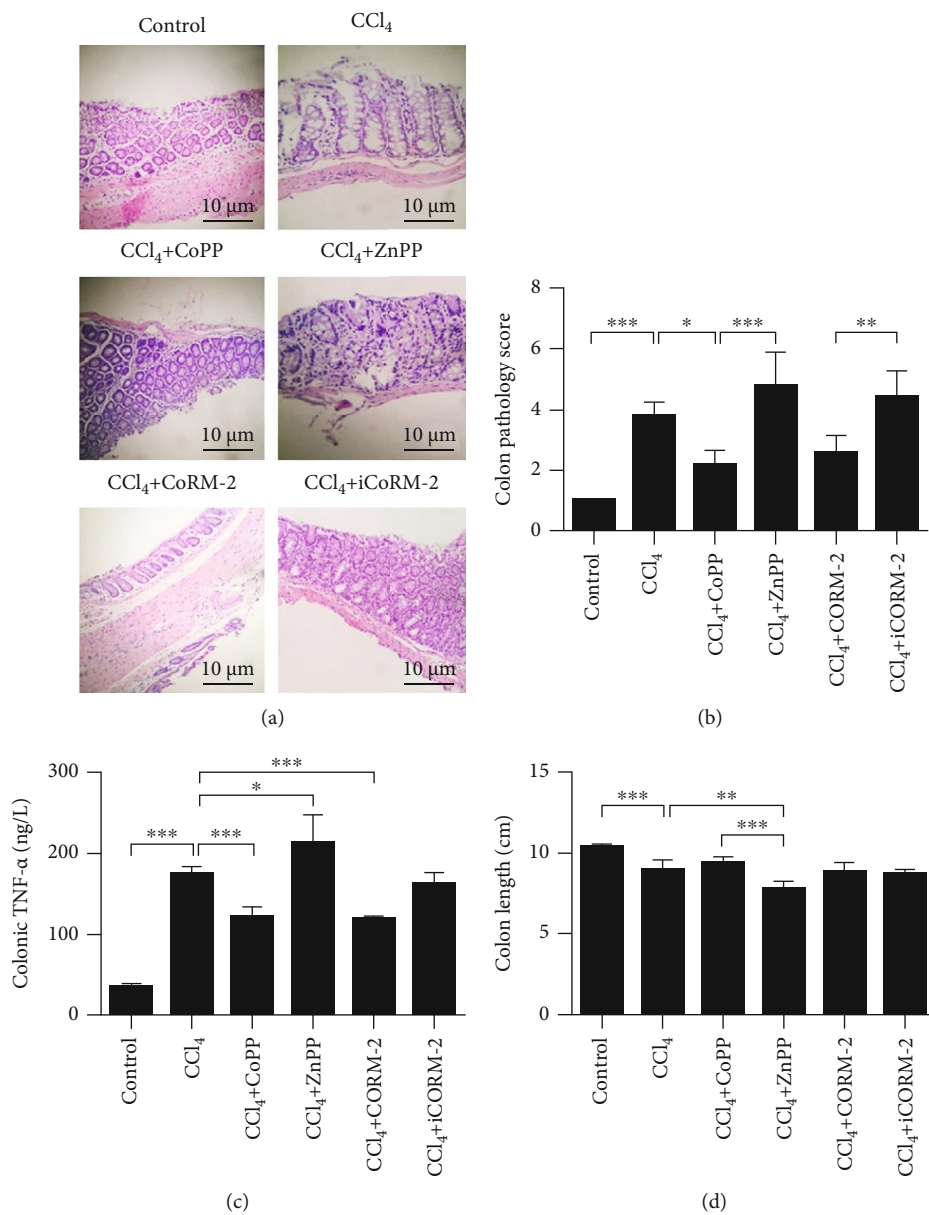 Control CCl₄
10 μm 10 μm
CCl₄+CoPP CCl₄+ZnPP
10 μm 10 μm
CCl₄+CoRM-2 CCl₄+iCoRM-2
10 μm 10 μm
(a)
8
6
4
2
0
Colon pathology score
*** * *** **
Control
CCl₄
CCl₄+CoPP
CCl₄+ZnPP
CCl₄+CORM-2
CCl₄+iCORM-2
(b)
300
200
100
0
Colonic TNF-α (ng/L)
***
*
*** ***
Control
CCl₄
CCl₄+CoPP
CCl₄+ZnPP
CCl₄+CORM-2
CCl₄+iCORM-2
(c)
15
10
5
0
Colon length (cm)
*** **
***
Control
CCl₄
CCl₄+CoPP
CCl₄+ZnPP
CCl₄+CORM-2
CCl₄+iCORM-2
(d)